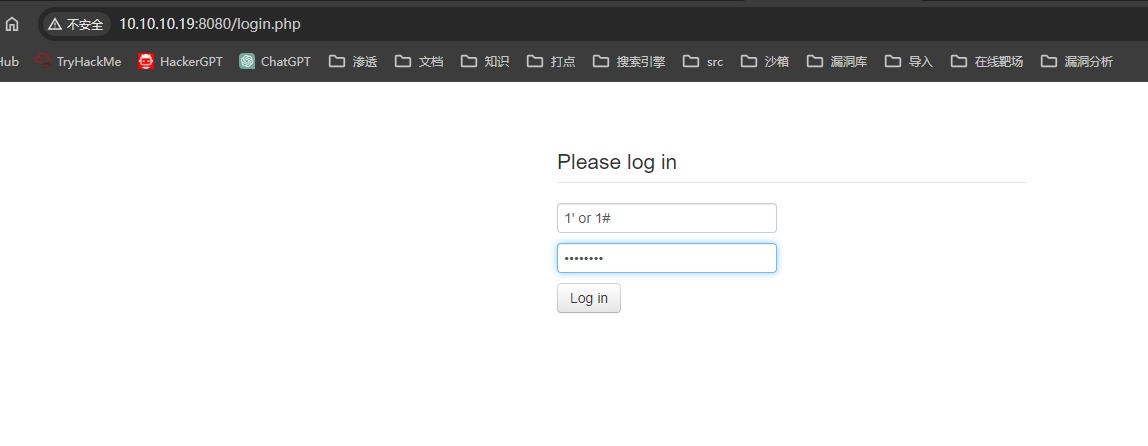 不安全 10.10.10.19:8080/login.php
Hub TryHackMe HackerGPT ChatGPT 渗透 文档 知识 打点 搜索引擎 src 沙箱 漏洞库 导入 在线靶场 漏洞分析
Please log in
1' or 1#
••••••••
Log in